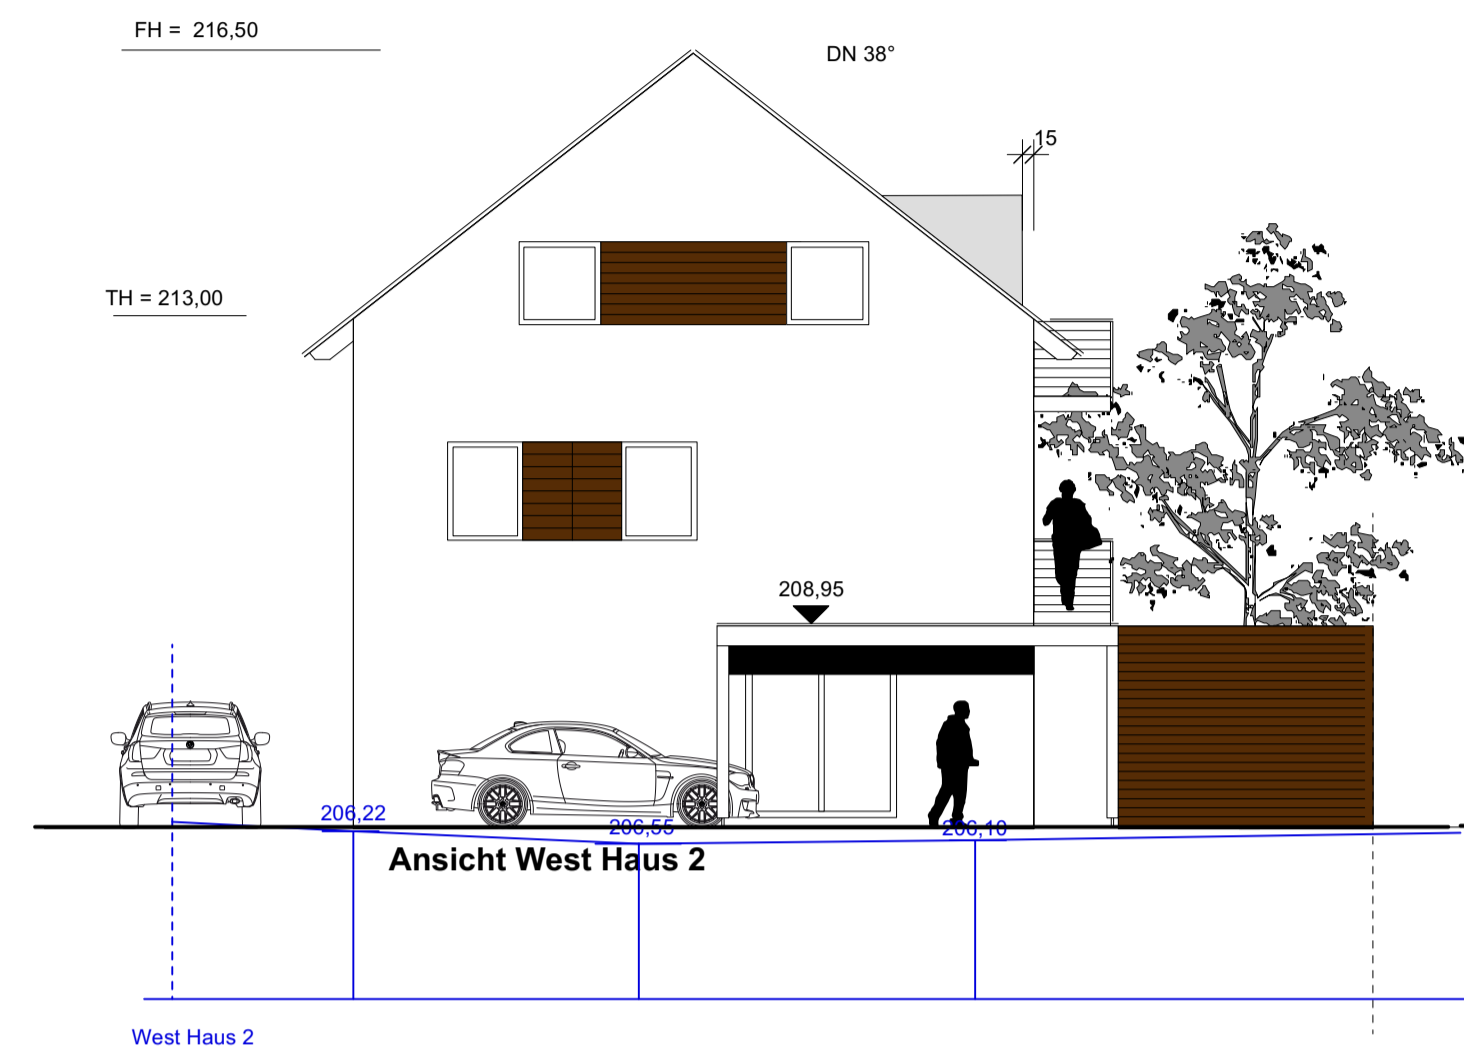 FH = 216,50
DN 38°
15
TH = 213,00
208,95
206,22
206,55
206,10
Ansicht West Haus 2
West Haus 2